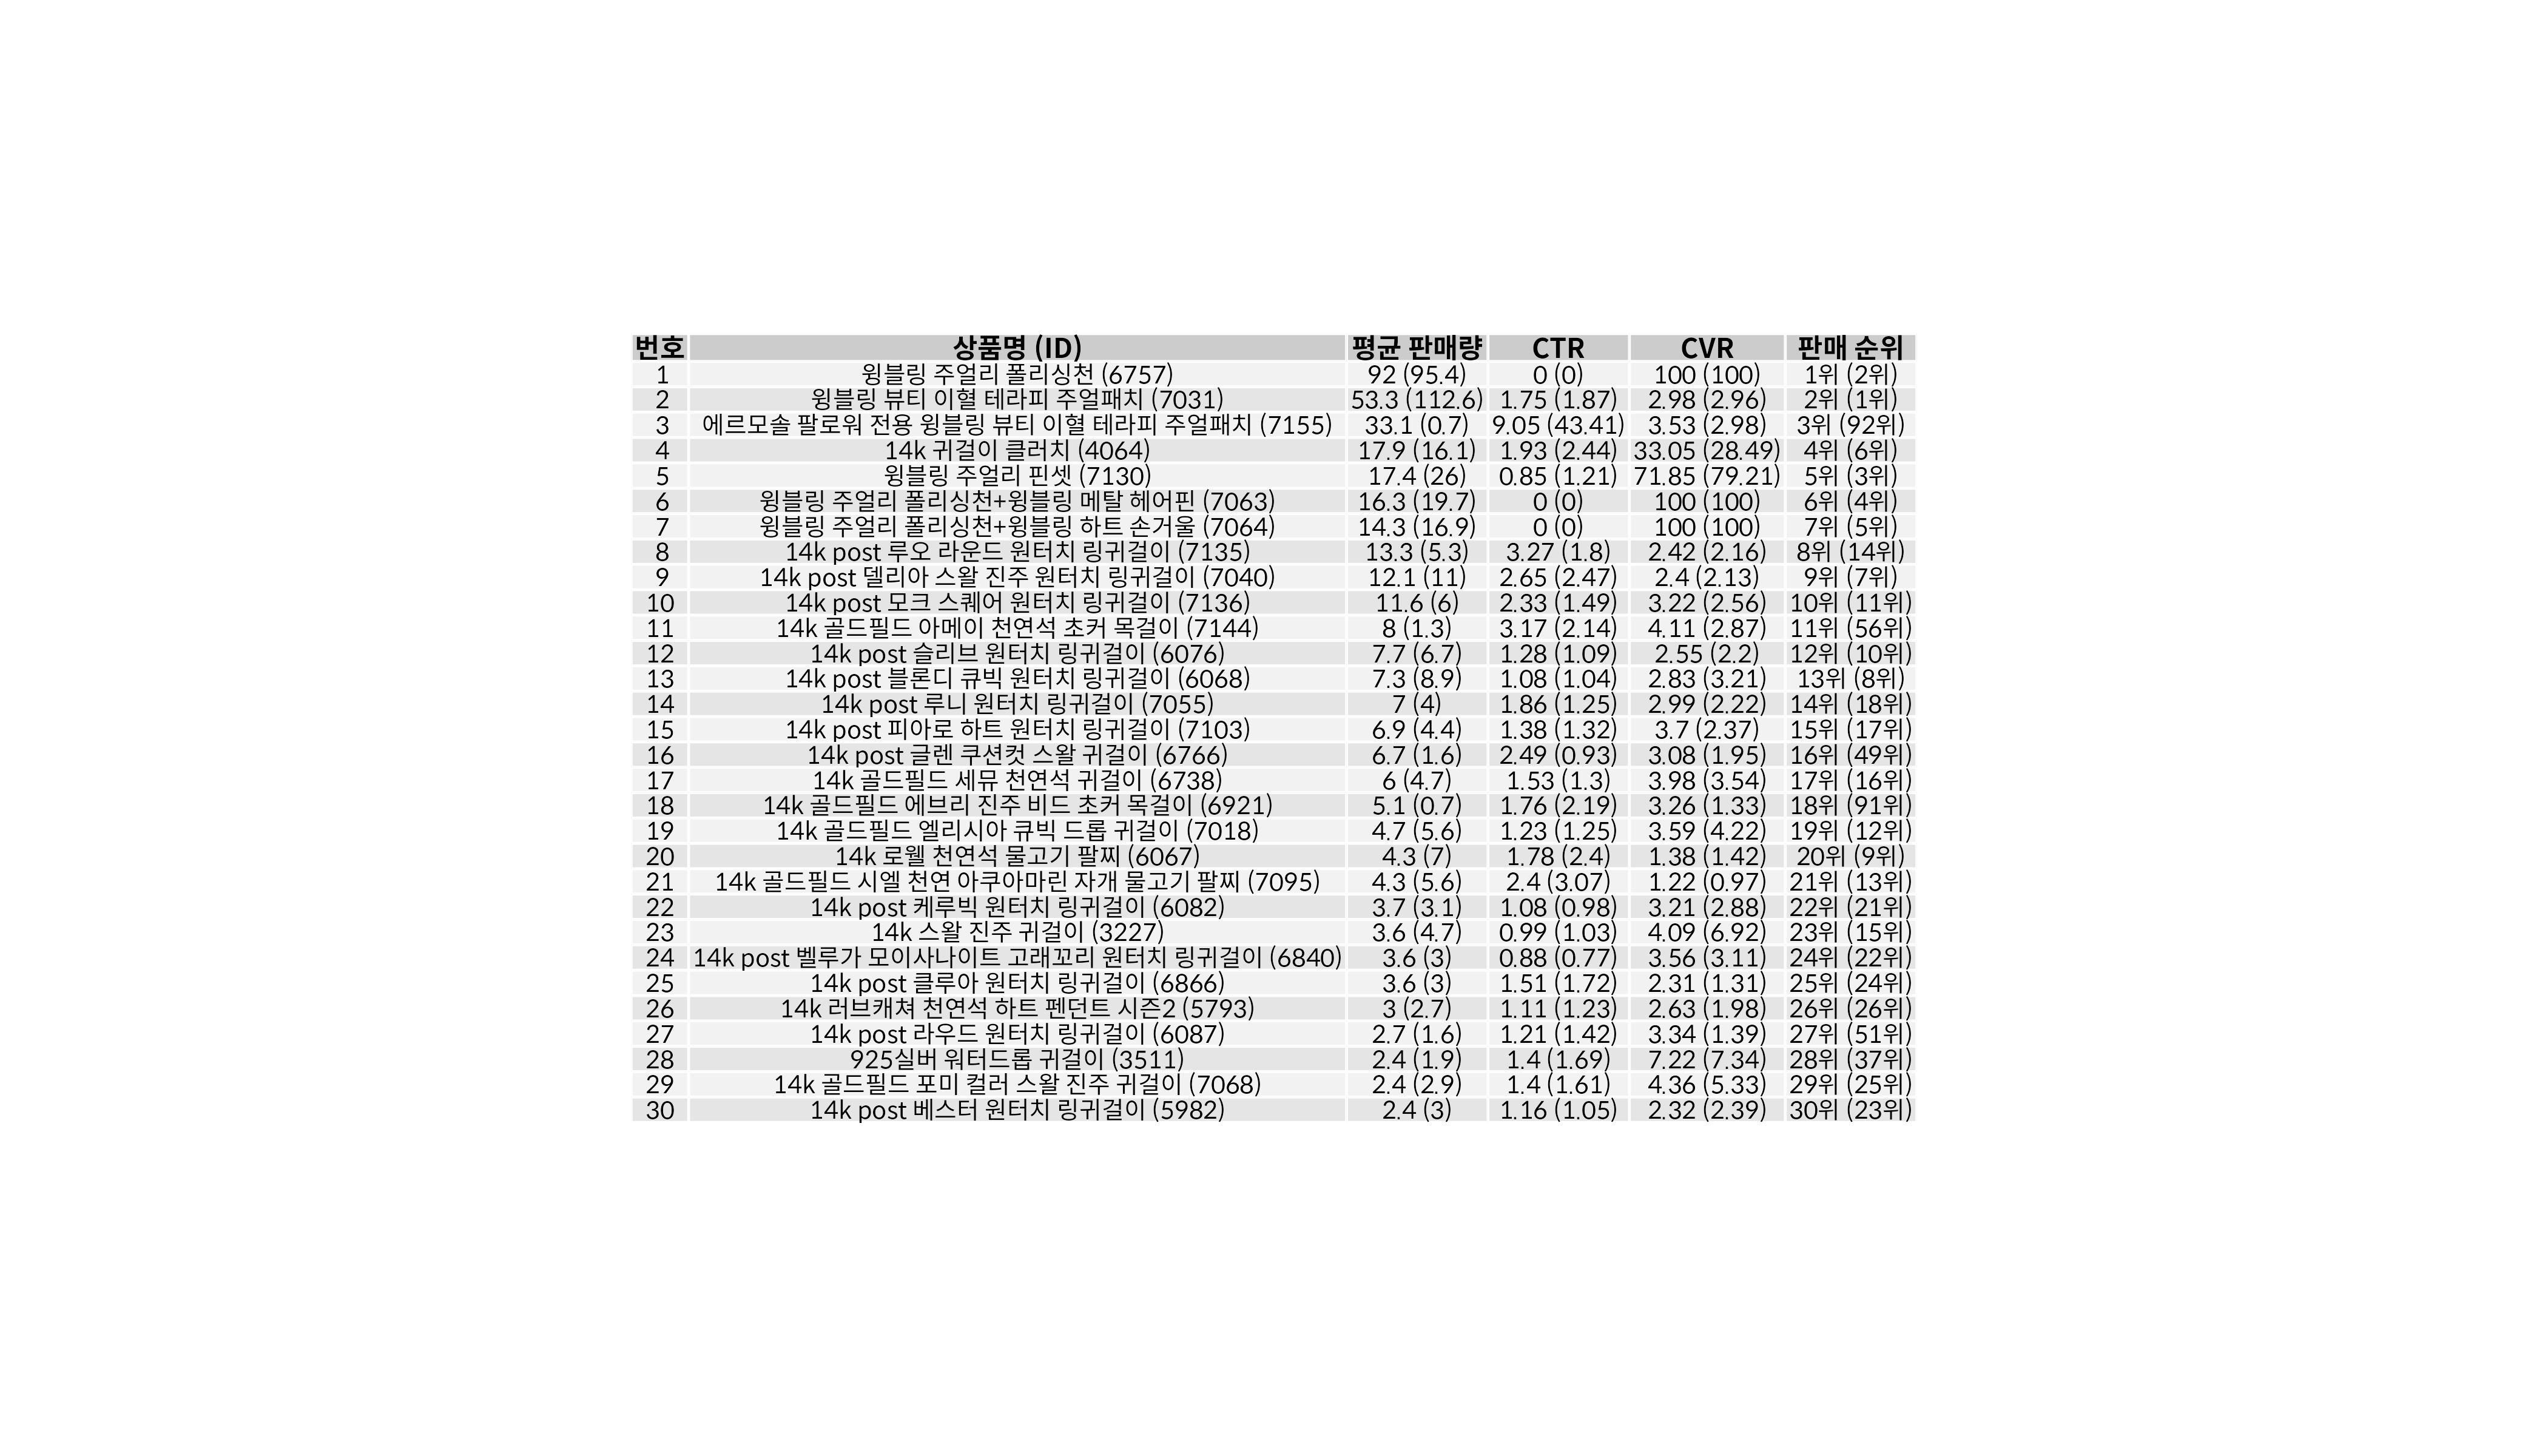 번호 상품명 (ID) 평균 판매량 CTR CVR 판매 순위
1 윙블링 주얼리 폴리싱천 (6757) 92 (95.4) 0 (0) 100 (100) 1위 (2위)
2 윙블링 뷰티 이혈 테라피 주얼패치 (7031) 53.3 (112.6) 1.75 (1.87) 2.98 (2.96) 2위 (1위)
3 에르모솔 팔로워 전용 윙블링 뷰티 이혈 테라피 주얼패치 (7155) 33.1 (0.7) 9.05 (43.41) 3.53 (2.98) 3위 (92위)
4 14k 귀걸이 클러치 (4064) 17.9 (16.1) 1.93 (2.44) 33.05 (28.49) 4위 (6위)
5 윙블링 주얼리 핀셋 (7130) 17.4 (26) 0.85 (1.21) 71.85 (79.21) 5위 (3위)
6 윙블링 주얼리 폴리싱천+윙블링 메탈 헤어핀 (7063) 16.3 (19.7) 0 (0) 100 (100) 6위 (4위)
7 윙블링 주얼리 폴리싱천+윙블링 하트 손거울 (7064) 14.3 (16.9) 0 (0) 100 (100) 7위 (5위)
8 14k post 루오 라운드 원터치 링귀걸이 (7135) 13.3 (5.3) 3.27 (1.8) 2.42 (2.16) 8위 (14위)
9 14k post 델리아 스왈 진주 원터치 링귀걸이 (7040) 12.1 (11) 2.65 (2.47) 2.4 (2.13) 9위 (7위)
10 14k post 모크 스퀘어 원터치 링귀걸이 (7136) 11.6 (6) 2.33 (1.49) 3.22 (2.56) 10위 (11위)
11 14k 골드필드 아메이 천연석 초커 목걸이 (7144) 8 (1.3) 3.17 (2.14) 4.11 (2.87) 11위 (56위)
12 14k post 슬리브 원터치 링귀걸이 (6076) 7.7 (6.7) 1.28 (1.09) 2.55 (2.2) 12위 (10위)
13 14k post 블론디 큐빅 원터치 링귀걸이 (6068) 7.3 (8.9) 1.08 (1.04) 2.83 (3.21) 13위 (8위)
14 14k post 루니 원터치 링귀걸이 (7055) 7 (4) 1.86 (1.25) 2.99 (2.22) 14위 (18위)
15 14k post 피아로 하트 원터치 링귀걸이 (7103) 6.9 (4.4) 1.38 (1.32) 3.7 (2.37) 15위 (17위)
16 14k post 글렌 쿠션컷 스왈 귀걸이 (6766) 6.7 (1.6) 2.49 (0.93) 3.08 (1.95) 16위 (49위)
17 14k 골드필드 세뮤 천연석 귀걸이 (6738) 6 (4.7) 1.53 (1.3) 3.98 (3.54) 17위 (16위)
18 14k 골드필드 에브리 진주 비드 초커 목걸이 (6921) 5.1 (0.7) 1.76 (2.19) 3.26 (1.33) 18위 (91위)
19 14k 골드필드 엘리시아 큐빅 드롭 귀걸이 (7018) 4.7 (5.6) 1.23 (1.25) 3.59 (4.22) 19위 (12위)
20 14k 로웰 천연석 물고기 팔찌 (6067) 4.3 (7) 1.78 (2.4) 1.38 (1.42) 20위 (9위)
21 14k 골드필드 시엘 천연 아쿠아마린 자개 물고기 팔찌 (7095) 4.3 (5.6) 2.4 (3.07) 1.22 (0.97) 21위 (13위)
22 14k post 케루빅 원터치 링귀걸이 (6082) 3.7 (3.1) 1.08 (0.98) 3.21 (2.88) 22위 (21위)
23 14k 스왈 진주 귀걸이 (3227) 3.6 (4.7) 0.99 (1.03) 4.09 (6.92) 23위 (15위)
24 14k post 벨루가 모이사나이트 고래꼬리 원터치 링귀걸이 (6840) 3.6 (3) 0.88 (0.77) 3.56 (3.11) 24위 (22위)
25 14k post 클루아 원터치 링귀걸이 (6866) 3.6 (3) 1.51 (1.72) 2.31 (1.31) 25위 (24위)
26 14k 러브캐쳐 천연석 하트 펜던트 시즌2 (5793) 3 (2.7) 1.11 (1.23) 2.63 (1.98) 26위 (26위)
27 14k post 라우드 원터치 링귀걸이 (6087) 2.7 (1.6) 1.21 (1.42) 3.34 (1.39) 27위 (51위)
28 925실버 워터드롭 귀걸이 (3511) 2.4 (1.9) 1.4 (1.69) 7.22 (7.34) 28위 (37위)
29 14k 골드필드 포미 컬러 스왈 진주 귀걸이 (7068) 2.4 (2.9) 1.4 (1.61) 4.36 (5.33) 29위 (25위)
30 14k post 베스터 원터치 링귀걸이 (5982) 2.4 (3) 1.16 (1.05) 2.32 (2.39) 30위 (23위)